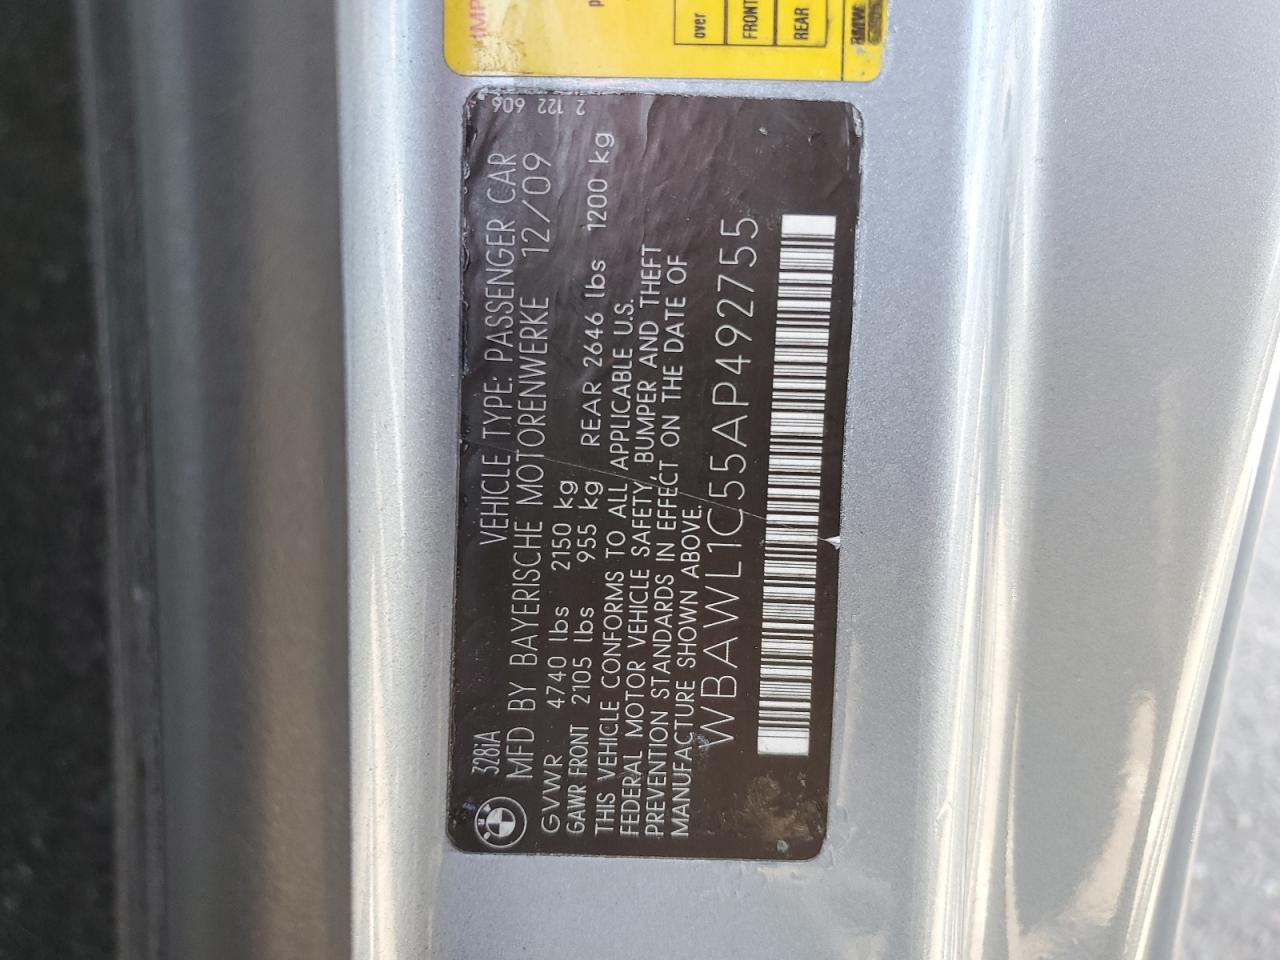 IMP
over
FRONT
REAR
BMW
328iA VEHICLE TYPE: PASSENGER CAR 2 122 606
MFD BY BAYERISCHE MOTORENWERKE 12/09
GVWR 4740 lbs 2150 kg
GAWR FRONT 2105 lbs 955 kg REAR 2646 lbs 1200 kg
THIS VEHICLE CONFORMS TO ALL APPLICABLE U.S.
FEDERAL MOTOR VEHICLE SAFETY, BUMPER AND THEFT
PREVENTION STANDARDS IN EFFECT ON THE DATE OF
MANUFACTURE SHOWN ABOVE.
WBAWL1C55AP492755